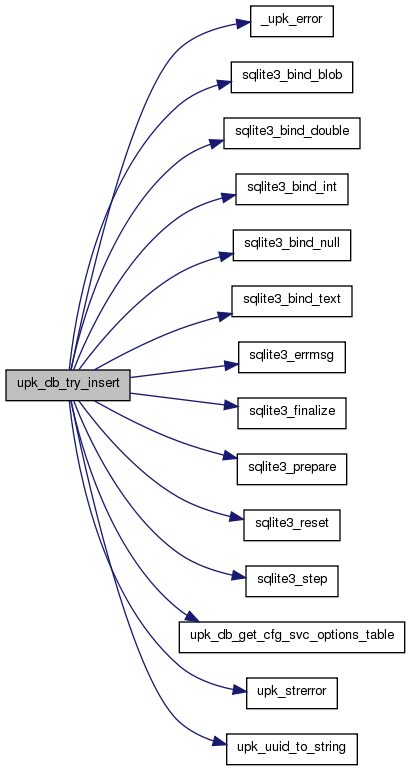 _upk_error
sqlite3_bind_blob
sqlite3_bind_double
sqlite3_bind_int
sqlite3_bind_null
sqlite3_bind_text
sqlite3_errmsg
upk_db_try_insert
sqlite3_finalize
sqlite3_prepare
sqlite3_reset
sqlite3_step
upk_db_get_cfg_svc_options_table
upk_strerror
upk_uuid_to_string